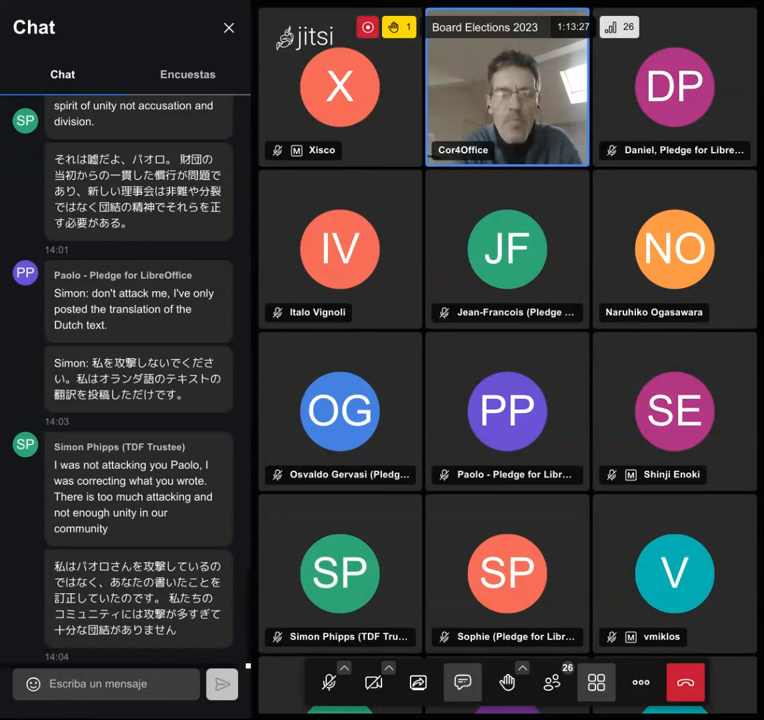 Chat
Chat
Encuestas
spirit of unity not accusation and
division.
SP
それは嘘だよ、パオロ。 財団の
当初からの一貫した慣行が問題で
あり、新しい理事会は非難や分裂
ではなく団結の精神でそれらを正
す必要がある。
14:01
PP
Paolo - Pledge for LibreOffice
Simon: don't attack me, I've only
posted the translation of the
Dutch text.
Simon: 私を攻撃しないでくださ
い。私はオランダ語のテキストの
翻訳を投稿しただけです。
14:03
SP
Simon Phipps (TDF Trustee)
I was not attacking you Paolo, I
was correcting what you wrote.
There is too much attacking and
not enough unity in our
community
私はパオロさんを攻撃しているの
ではなく、あなたの書いたことを
訂正していたのです。 私たちの
コミュニティには攻撃が多すぎて
十分な団結がありません
14:04
Escriba un mensaje
jitsi
1
Board Elections 2023
1:13:27
26
X
M Xisco
Cor4Office
DP
Daniel, Pledge for Libre...
IV
Italo Vignoli
JF
Jean-Francois (Pledge ...
NO
Naruhiko Ogasawara
OG
Osvaldo Gervasi (Pledg...
PP
Paolo - Pledge for Libr...
SE
M Shinji Enoki
SP
Simon Phipps (TDF Tru...
SP
Sophie (Pledge for Libr...
V
M vmiklos
26